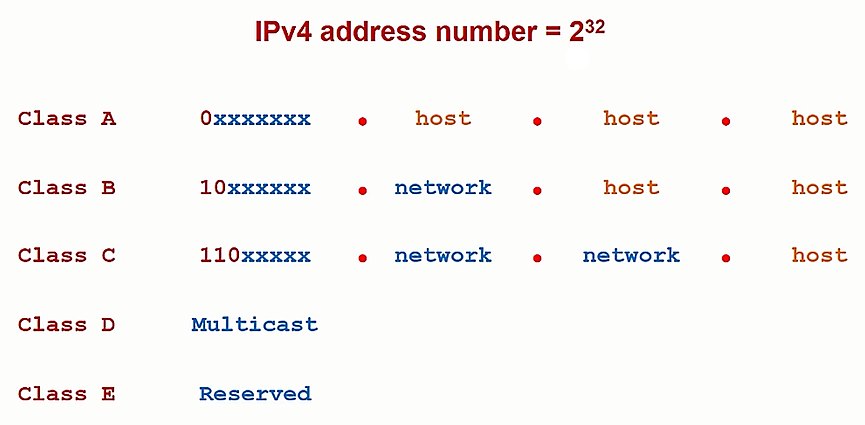 IPv4 address number = 2³²
Class A 0xxxxxxx . host . host . host
Class B 10xxxxxx . network . host . host
Class C 110xxxxx . network . network . host
Class D Multicast
Class E Reserved